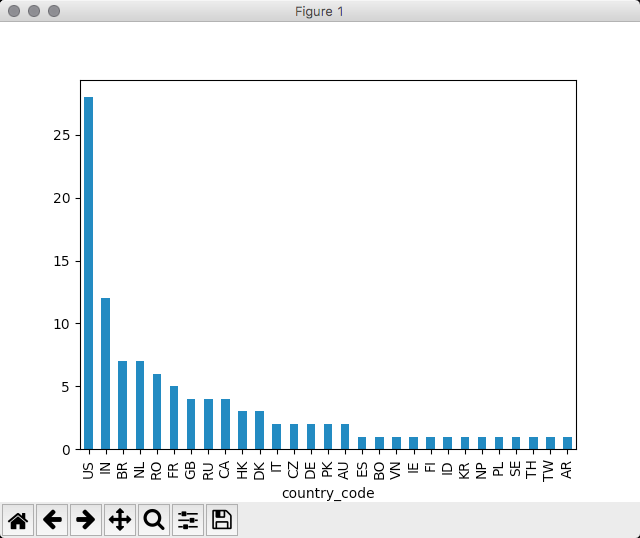 Figure 1
25
20
15
10
5
0
US IN BR NL RO FR GB RU CA HK DK IT CZ DE PK AU ES BO VN IE FI ID KR NP PL SE TH TW AR
country_code